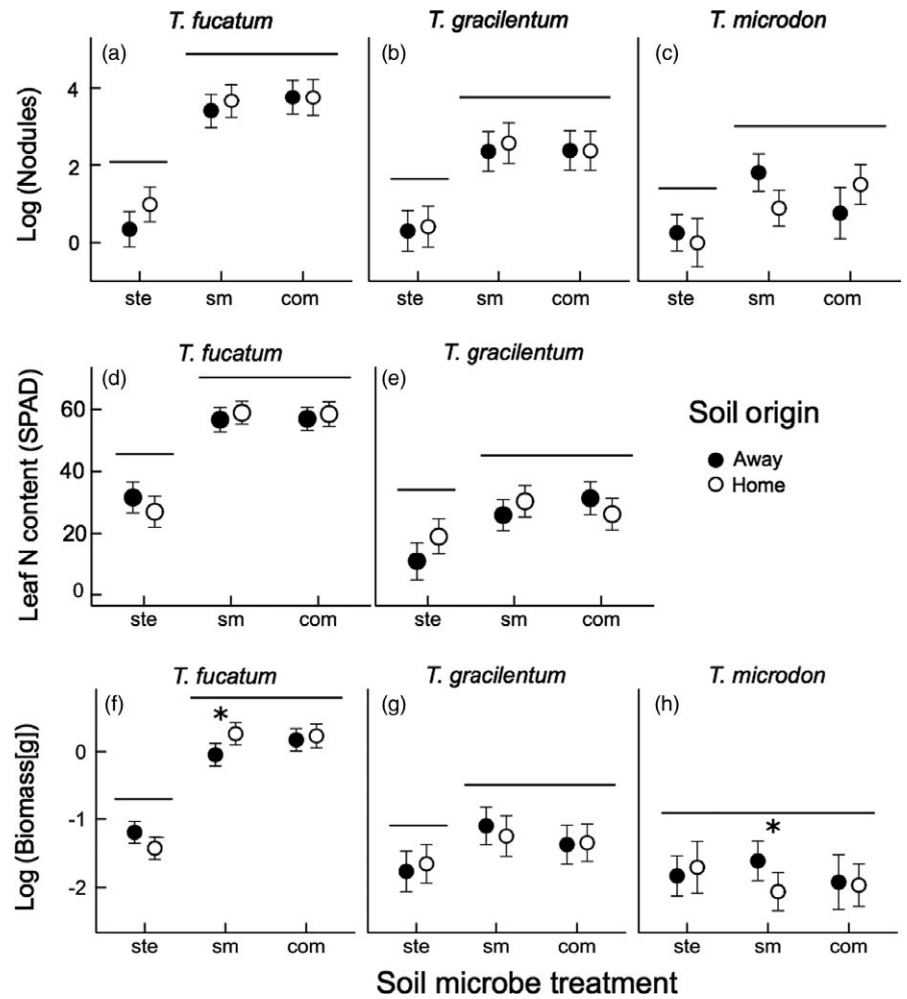 T. fucatum T. gracilentum T. microdon
(a) (b) (c)
Log (Nodules)
4
2
0
ste sm com ste sm com ste sm com
T. fucatum T. gracilentum
(d) (e)
Leaf N content (SPAD)
60
40
20
0
Soil origin
Away
Home
ste sm com ste sm com
T. fucatum T. gracilentum T. microdon
(f) (g) (h)
* *
Log (Biomass[g])
0
-1
-2
ste sm com ste sm com ste sm com
Soil microbe treatment